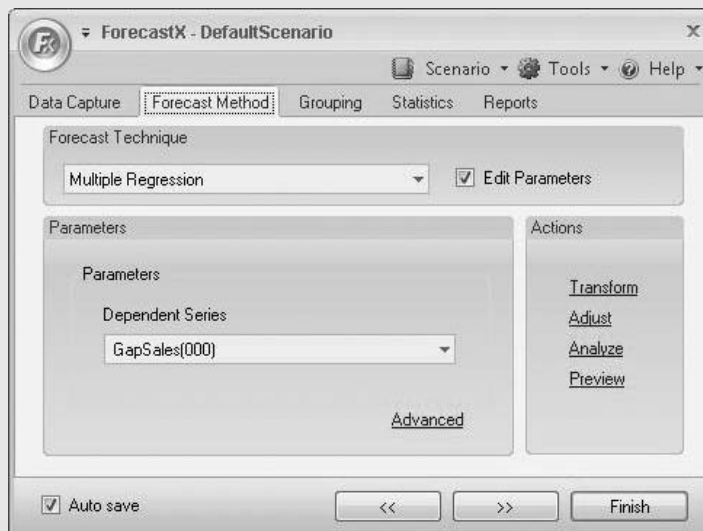 Fx
ForecastX - DefaultScenario
X
Scenario Tools Help
Data Capture Forecast Method Grouping Statistics Reports
Forecast Technique
Multiple Regression Edit Parameters
Parameters
Parameters
Dependent Series
GapSales(000)
Advanced
Actions
Transform
Adjust
Analyze
Preview
Auto save << >> Finish